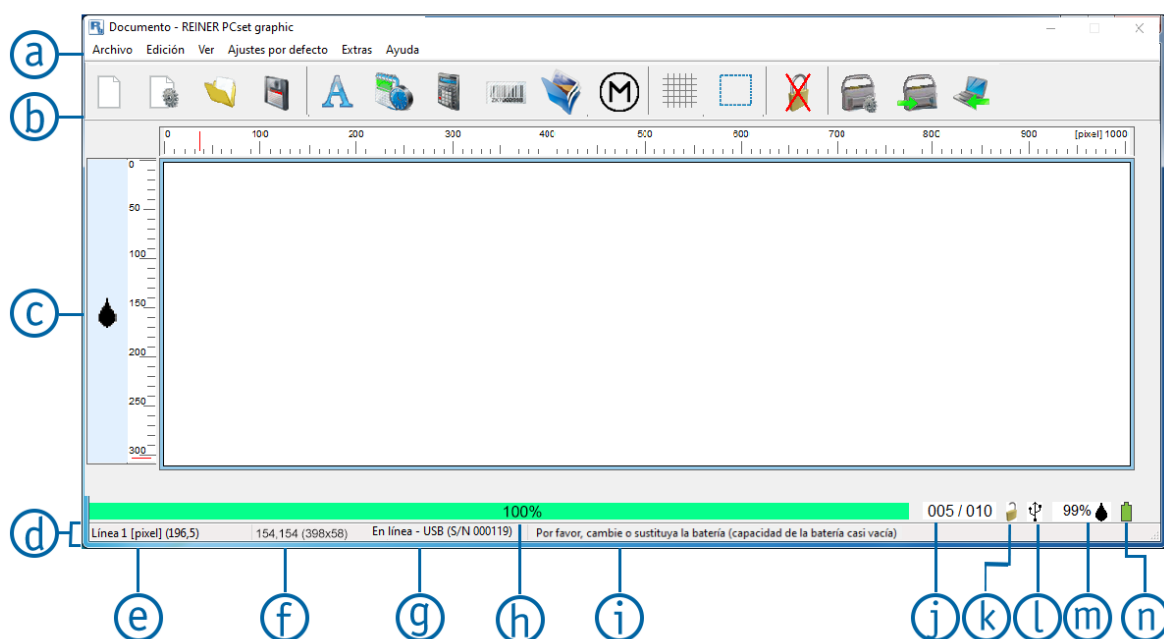 Documento - REINER PCset graphic
a
Archivo Edición Ver Ajustes por defecto Extras Ayuda
b
A M
0 100 200 300 400 500 600 700 800 900 [pixel] 1000
0
50
100
c
150
200
250
300
100% 005 / 010 99%
d
Línea 1 [pixel] (196,5) 154,154 (398x58) En línea - USB (S/N 000119) Por favor, cambie o sustituya la batería (capacidad de la batería casi vacía)
e f g h i j k l m n